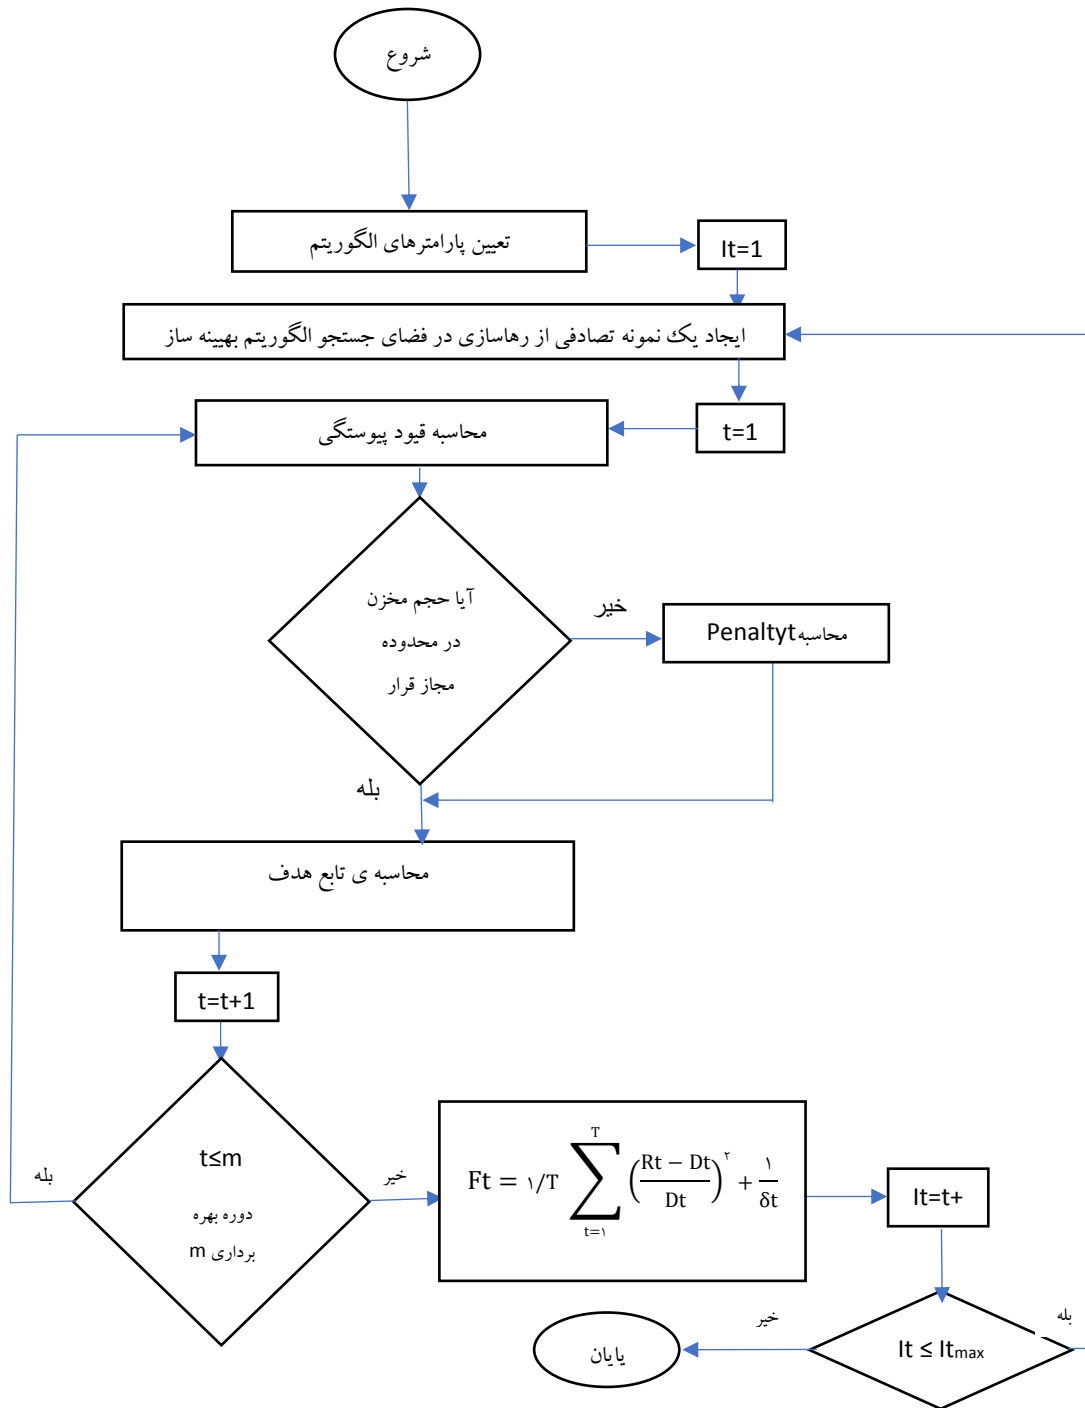 شروع
تعیین پارامترهای الگوریتم
It=1
ایجاد یک نمونه تصادفی از رهاسازی در فضای جستجو الگوریتم بهیینه ساز
t=1
محاسبه قیود پیوستگی
آیا حجم مخزن
در محدوده
مجاز قرار
خیر
محاسبه Penaltyt
بله
محاسبه ی تابع هدف
t=t+1
t≤m
دوره بهره
برداری m
بله
خیر
Ft = ۱/T ∑_{t=۱}^{T} ((Rt − Dt)/Dt)^۲ + ۱/δt
It=t+
It ≤ Itmax
بله
خیر
پایان